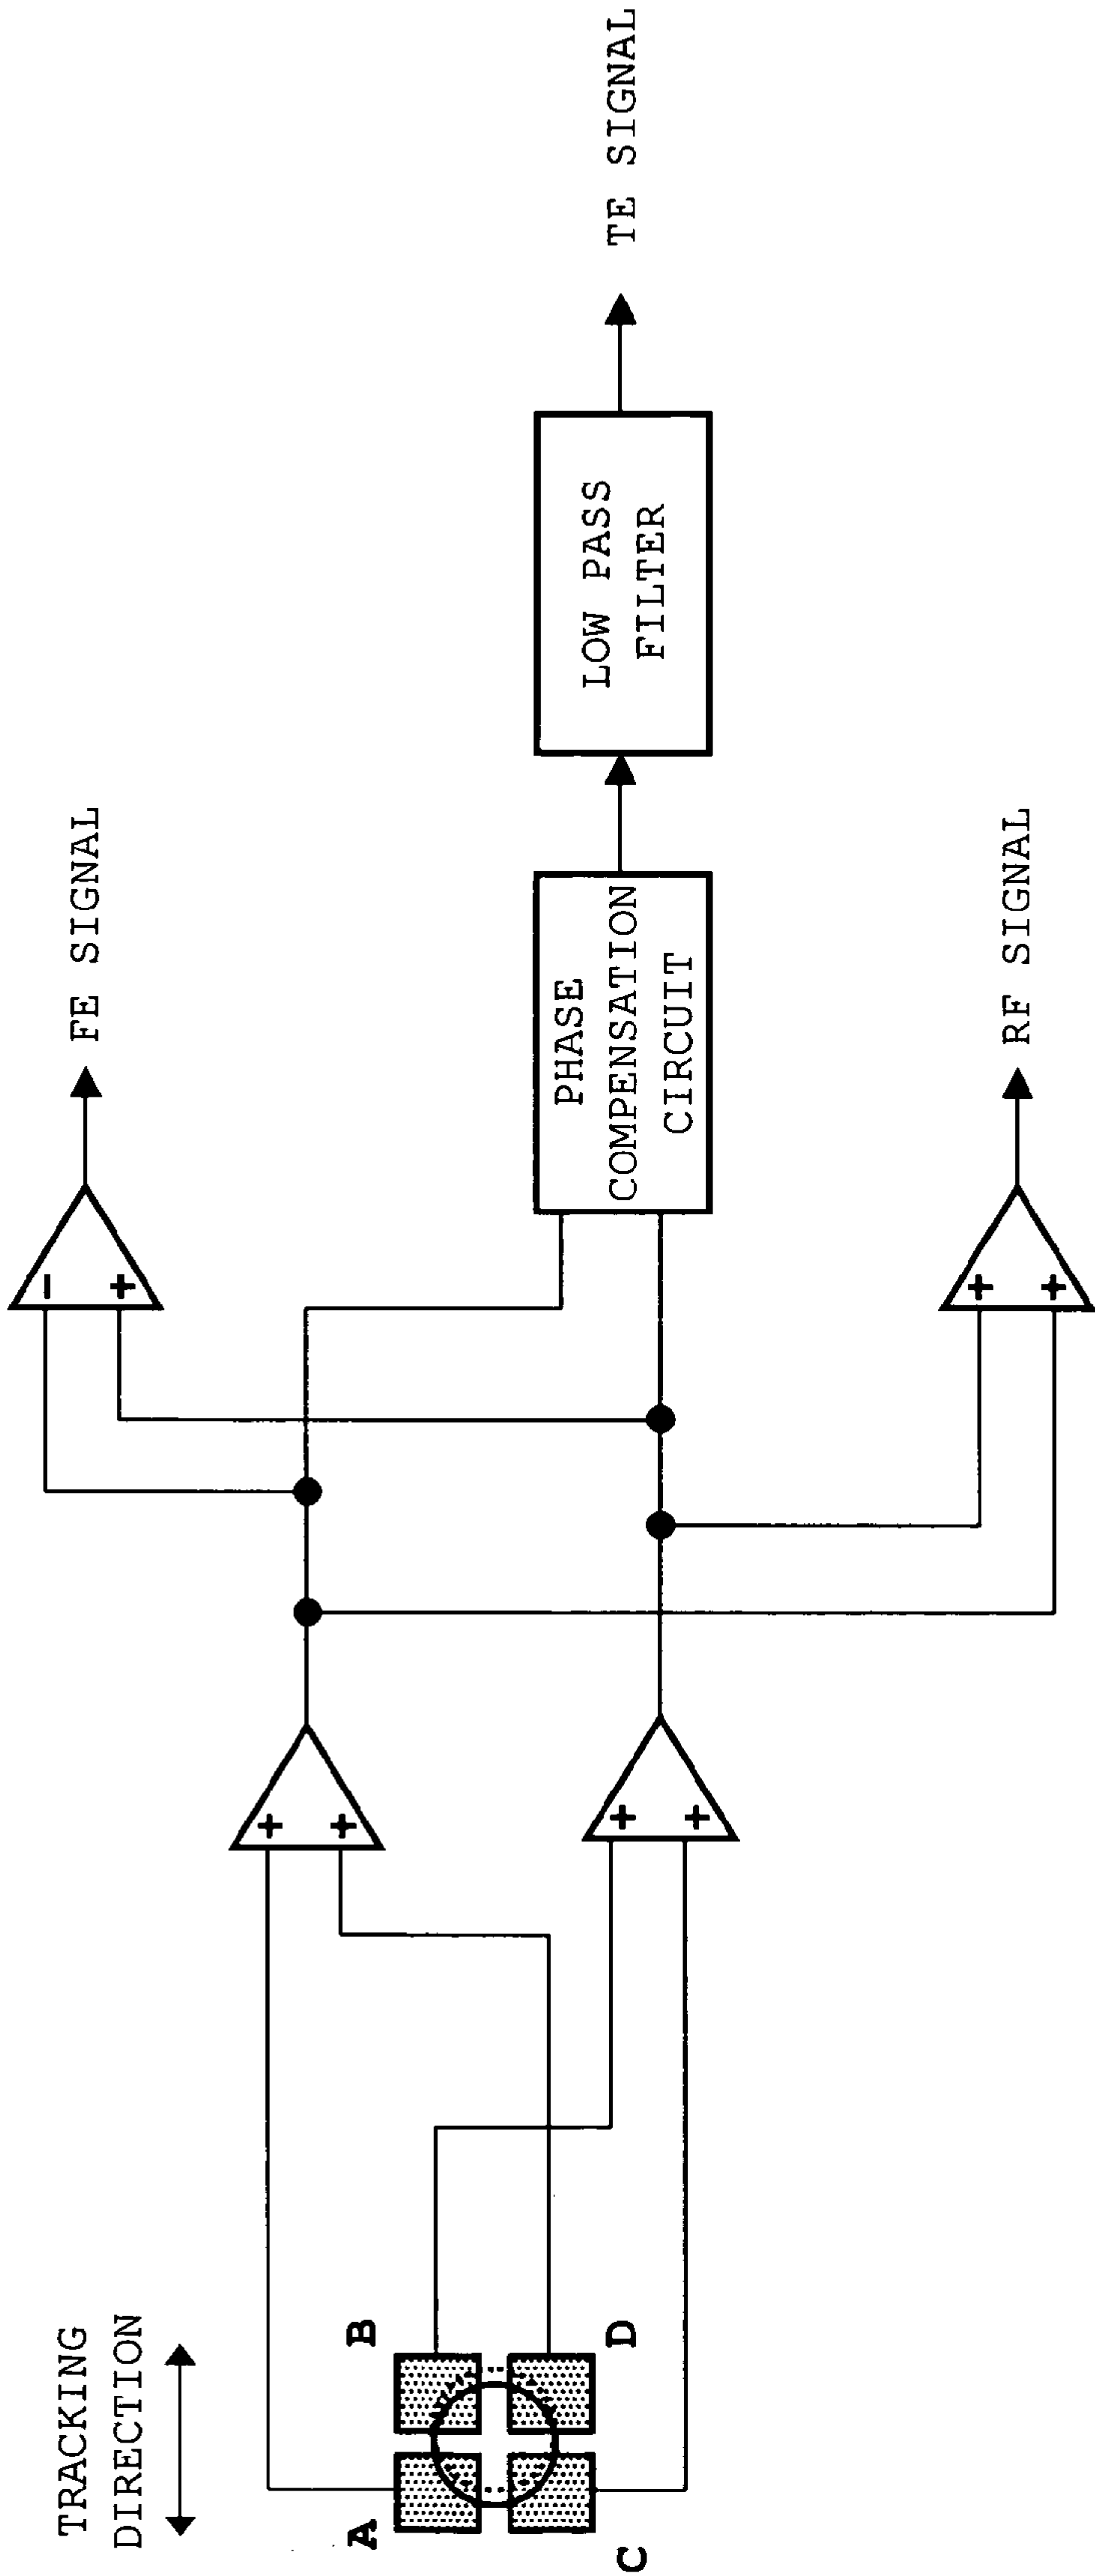 TRACKING
DIRECTION
A
B
C
D
+
+
+
+
-
+
FE SIGNAL
PHASE
COMPENSATION
CIRCUIT
LOW PASS
FILTER
TE SIGNAL
+
+
RF SIGNAL